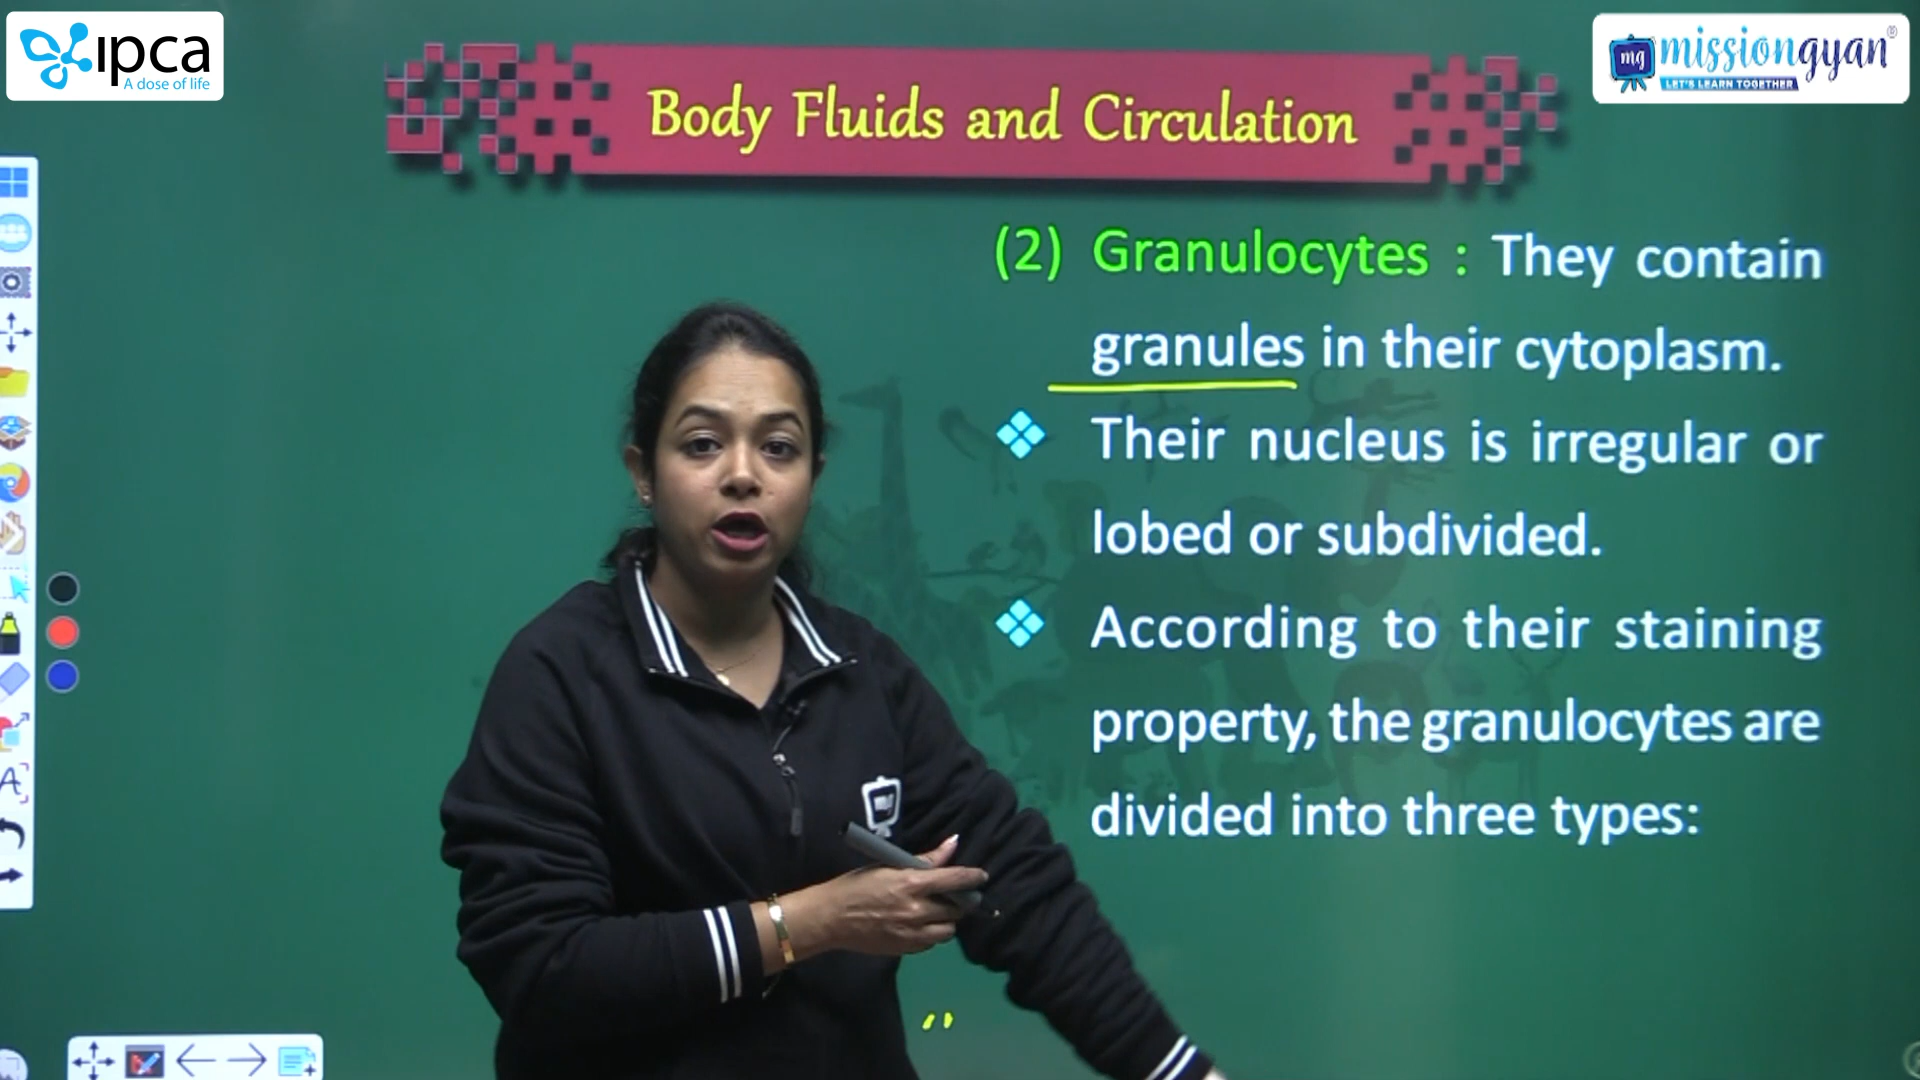 ipca
A dose of life
mg missiongyan®
LET'S LEARN TOGETHER
Body Fluids and Circulation
(2) Granulocytes : They contain
granules in their cytoplasm.
Their nucleus is irregular or
lobed or subdivided.
According to their staining
property, the granulocytes are
divided into three types: